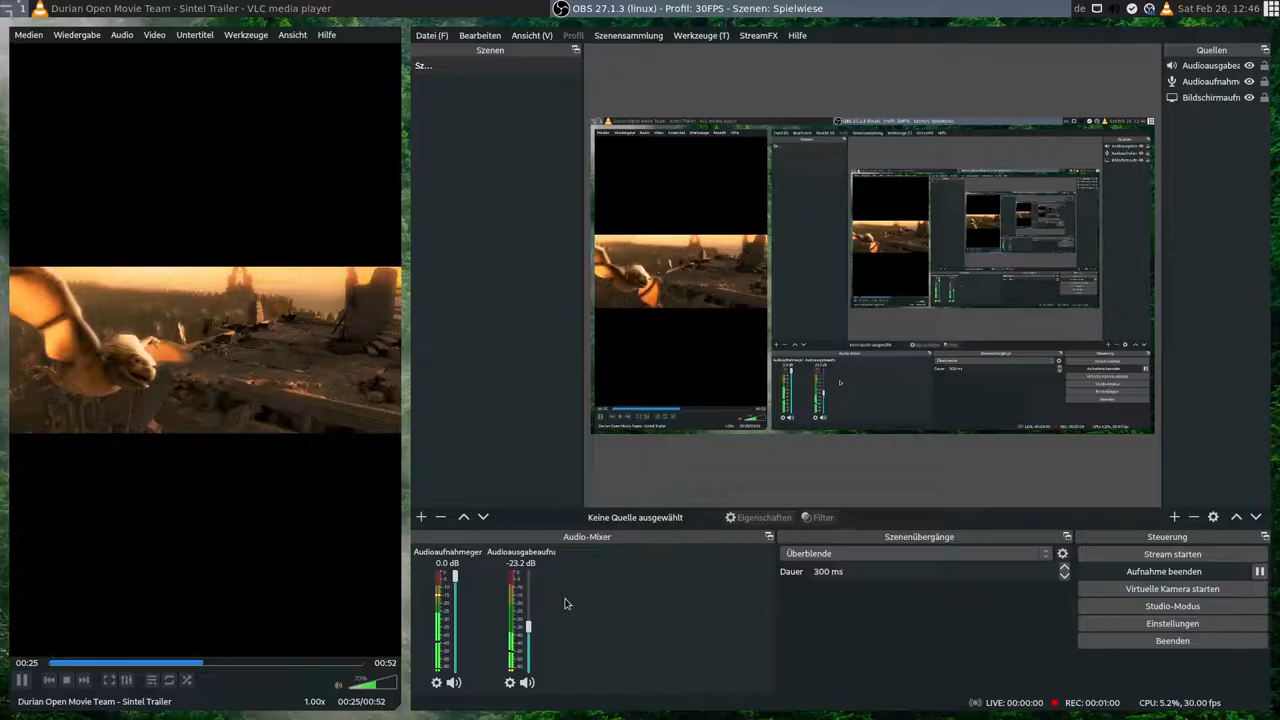 1 Durian Open Movie Team - Sintel Trailer - VLC media player
OBS 27.1.3 (linux) - Profil: 30FPS - Szenen: Spielwiese
de
Sat Feb 26, 12:46
Medien Wiedergabe Audio Video Untertitel Werkzeuge Ansicht Hilfe
Datei (F) Bearbeiten Ansicht (V) Profil Szenensammlung Werkzeuge (T) StreamFX Hilfe
Szenen
Sz...
Quellen
Audioausgabea
Audioaufnahm
Bildschirmaufn
Keine Quelle ausgewählt Eigenschaften Filter
Audio-Mixer
Audioaufnahmeger Audioausgabeaufna
0.0 dB -23.2 dB
Szenenübergänge
Überblende
Dauer 300 ms
Steuerung
Stream starten
Aufnahme beenden
Virtuelle Kamera starten
Studio-Modus
Einstellungen
Beenden
00:25 00:52
70%
Durian Open Movie Team - Sintel Trailer 1.00x 00:25/00:52
LIVE: 00:00:00 REC: 00:01:00 CPU: 5.2%, 30.00 fps